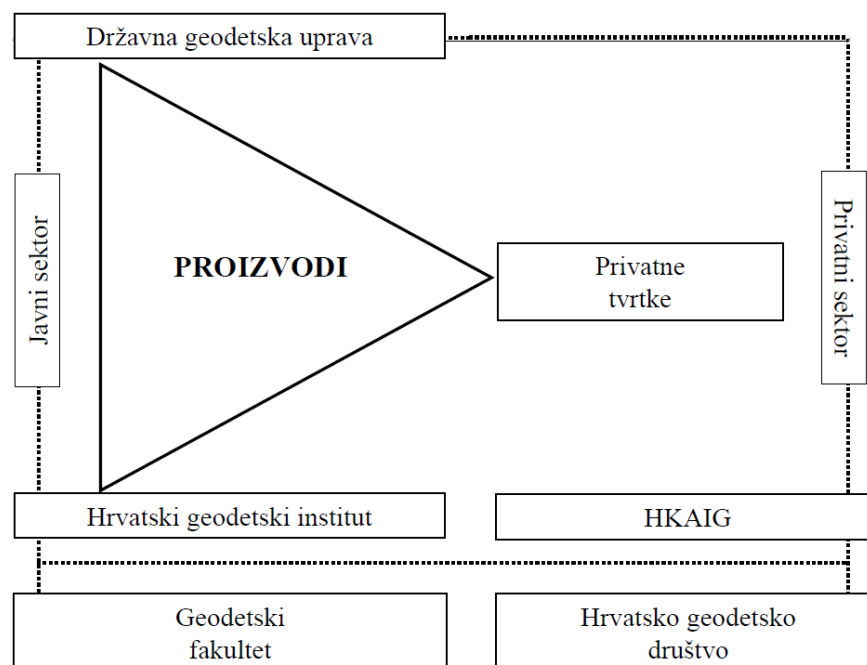 Državna geodetska uprava
Javni sektor
PROIZVODI
Privatne
tvrtke
Privatni sektor
Hrvatski geodetski institut
HKAIG
Geodetski
fakultet
Hrvatsko geodetsko
društvo